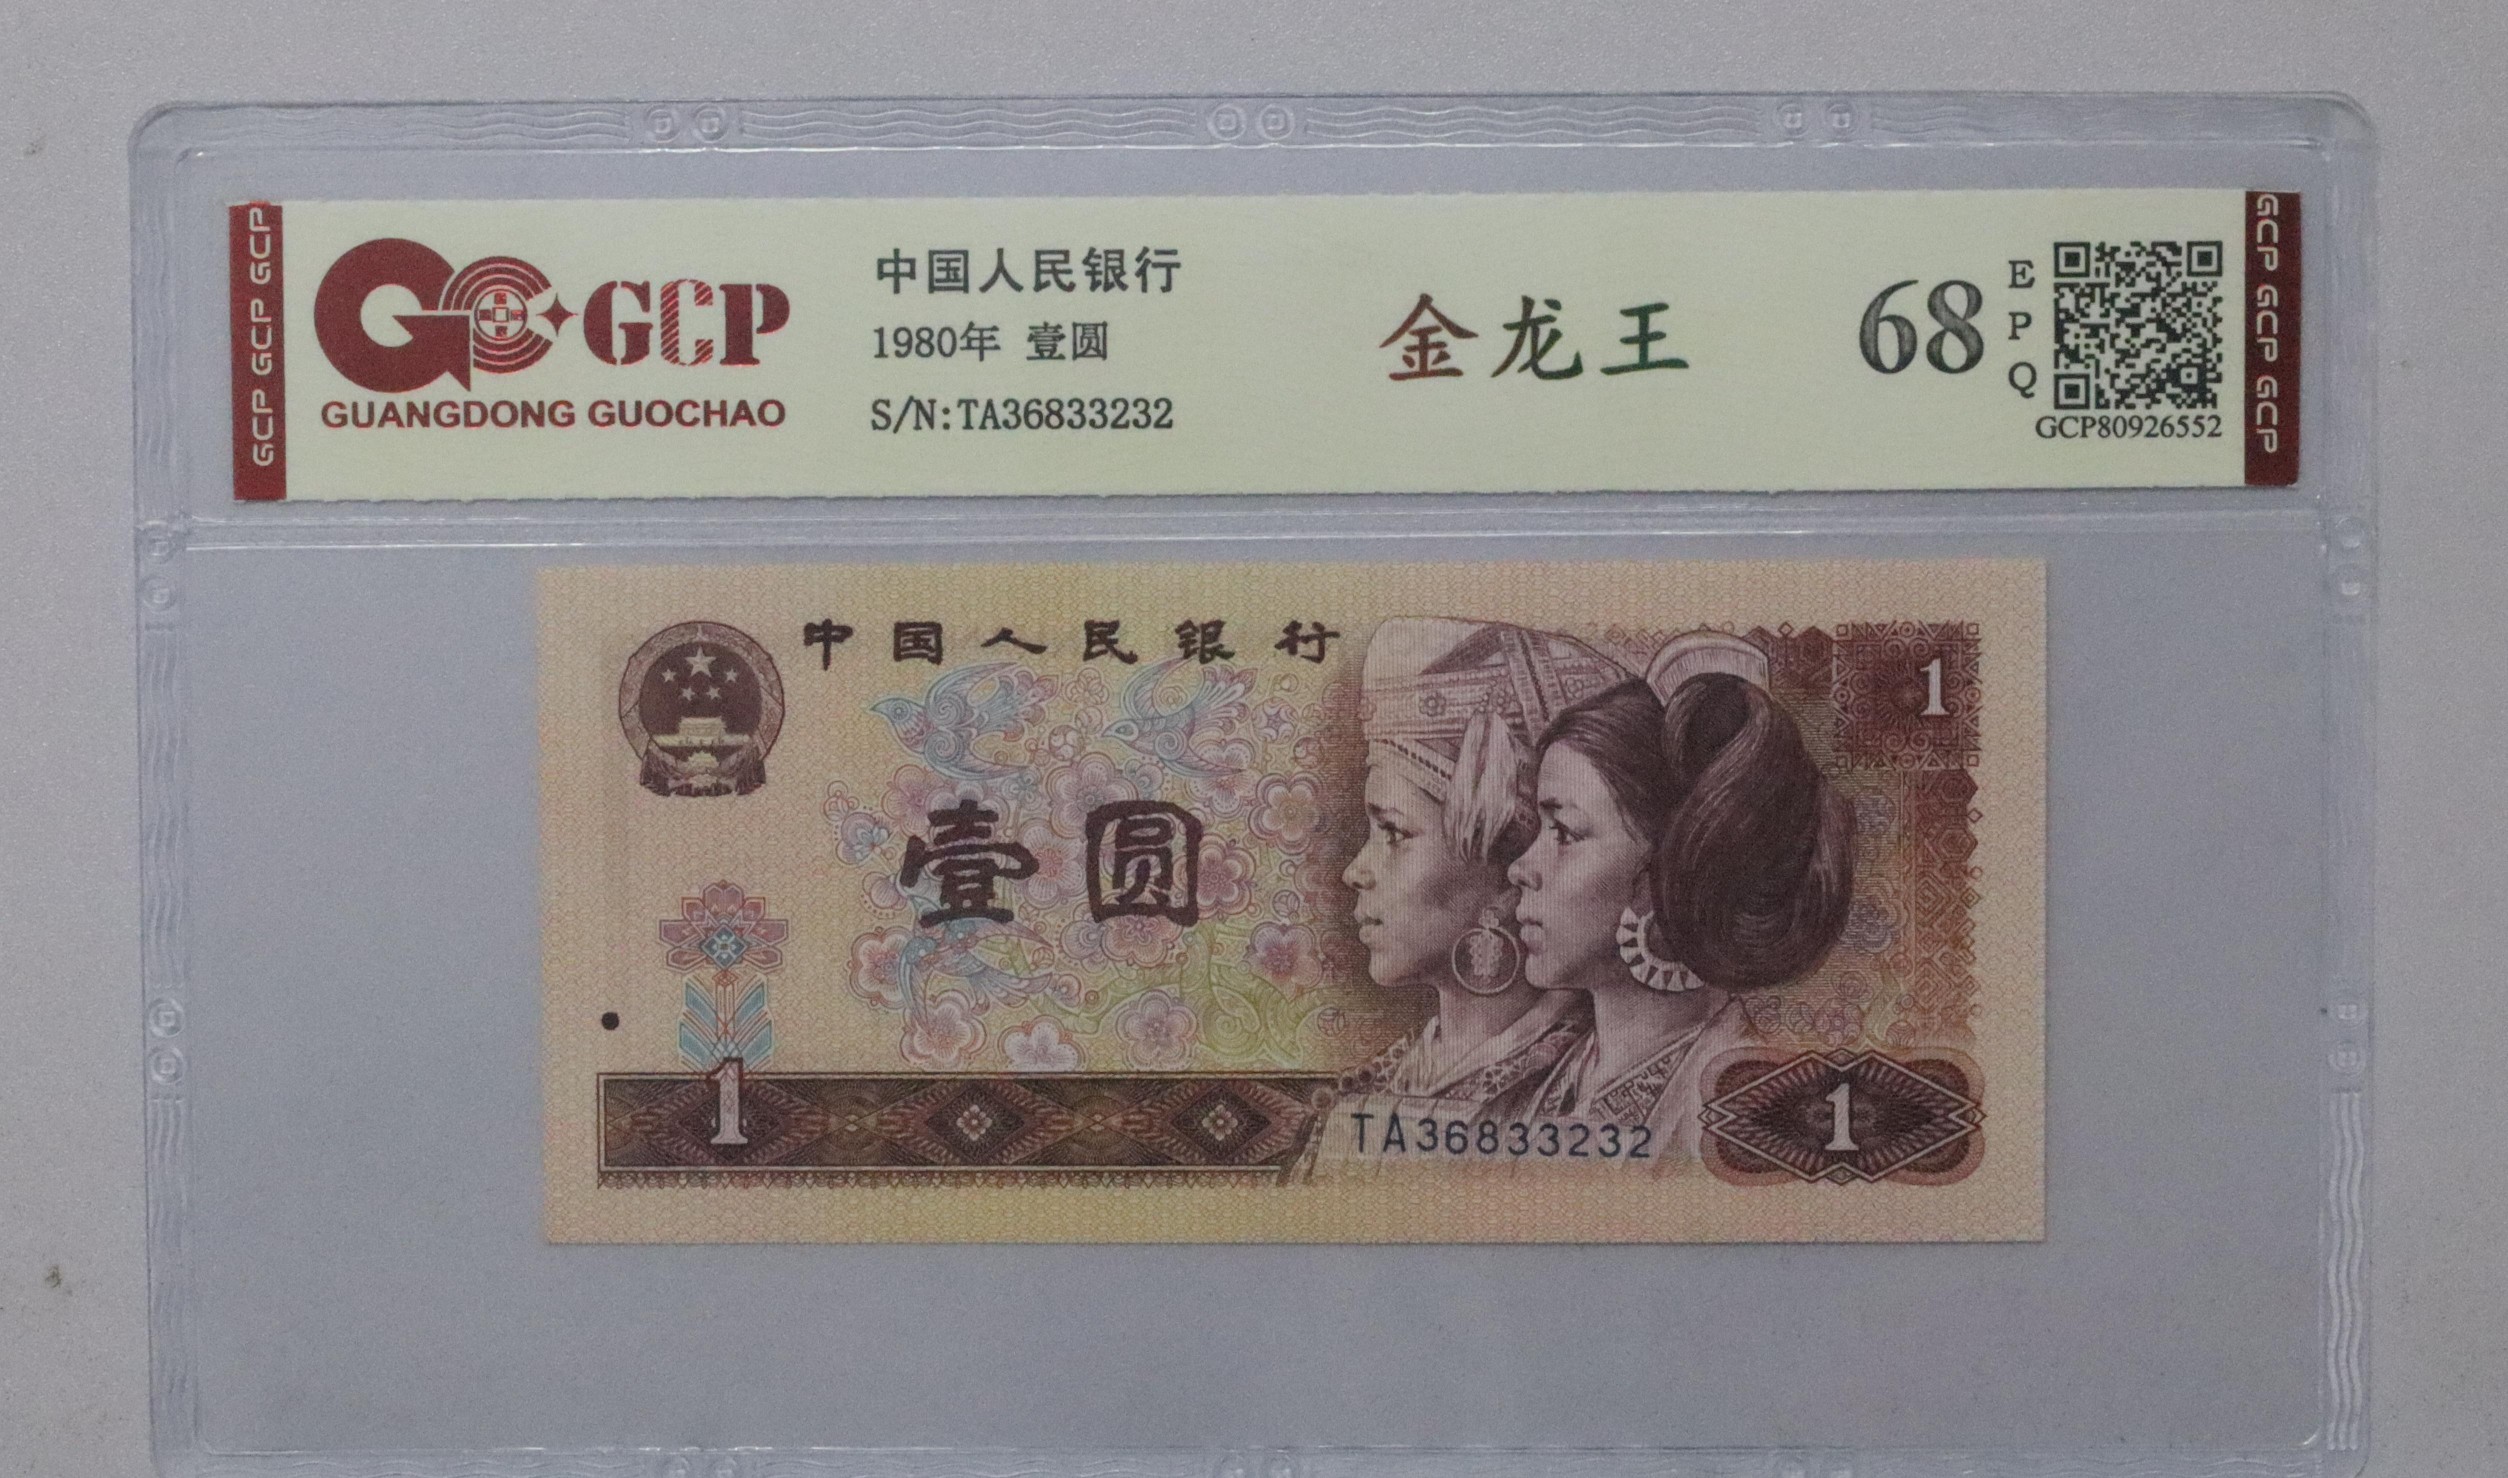 GCP GCP GCP
GCP
GUANGDONG GUOCHAO
中国人民银行
1980年 壹圆
S/N:TA36833232
金龙王
68
EPQ
GCP80926552
GCP GCP GCP
中国人民银行
1
壹圆
1
TA36833232
1